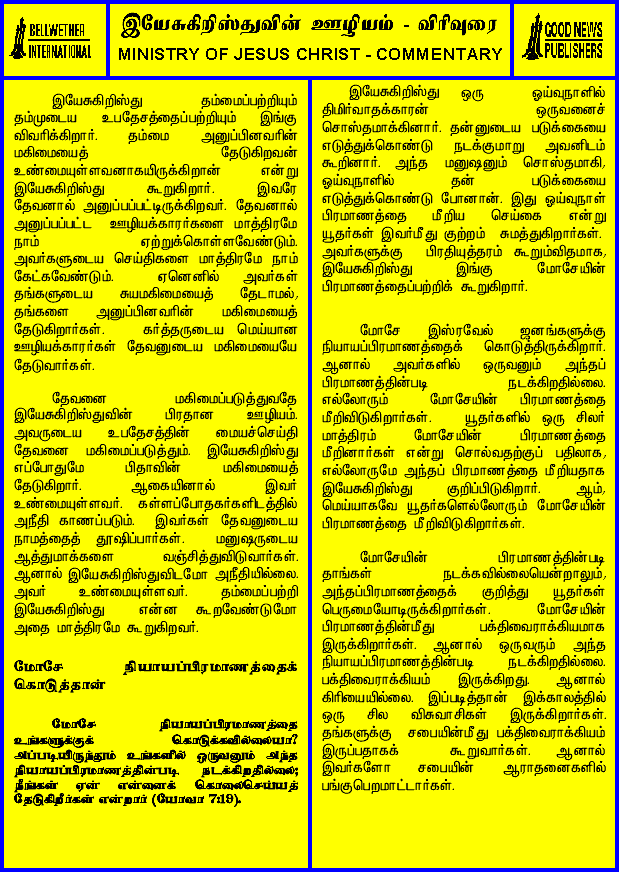 BELLWETHER
INTERNATIONAL
இயேசுகிறிஸ்துவின் ஊழியம் - விரிவுரை
MINISTRY OF JESUS CHRIST - COMMENTARY
GOOD NEWS
PUBLISHERS
இயேசுகிறிஸ்து தம்மைப்பற்றியும்
தம்முடைய உபதேசத்தைப்பற்றியும் இங்கு
விவரிக்கிறார். தம்மை அனுப்பினவரின்
மகிமையைத் தேடுகிறவன்
உண்மையுள்ளவனாகயிருக்கிறான் என்று
இயேசுகிறிஸ்து கூறுகிறார். இவரே
தேவனால் அனுப்பப்பட்டிருக்கிறவர். தேவனால்
அனுப்பப்பட்ட ஊழியக்காரர்களை மாத்திரமே
நாம் ஏற்றுக்கொள்ளவேண்டும்.
அவர்களுடைய செய்திகளை மாத்திரமே நாம்
கேட்கவேண்டும். ஏனெனில் அவர்கள்
தங்களுடைய சுயமகிமையைத் தேடாமல்,
தங்களை அனுப்பினவரின் மகிமையைத்
தேடுகிறார்கள். கர்த்தருடைய மெய்யான
ஊழியக்காரர்கள் தேவனுடைய மகிமையையே
தேடுவார்கள்.
தேவனை மகிமைப்படுத்துவதே
இயேசுகிறிஸ்துவின் பிரதான ஊழியம்.
அவருடைய உபதேசத்தின் மையச்செய்தி
தேவனை மகிமைப்படுத்தும். இயேசுகிறிஸ்து
எப்போதுமே பிதாவின் மகிமையைத்
தேடுகிறார். ஆகையினால் இவர்
உண்மையுள்ளவர். கள்ளப்போதகர்களிடத்தில்
அநீதி காணப்படும். இவர்கள் தேவனுடைய
நாமத்தைத் தூஷிப்பார்கள். மனுஷருடைய
ஆத்துமாக்களை வஞ்சித்துவிடுவார்கள்.
ஆனால் இயேசுகிறிஸ்துவிடமோ அநீதியில்லை.
அவர் உண்மையுள்ளவர். தம்மைப்பற்றி
இயேசுகிறிஸ்து என்ன கூறவேண்டுமோ
அதை மாத்திரமே கூறுகிறவர்.
மோசே நியாயப்பிரமாணத்தைக்
கொடுத்தான்
மோசே நியாயப்பிரமாணத்தை
உங்களுக்குக் கொடுக்கவில்லையா?
அப்படியிருந்தும் உங்களில் ஒருவனும் அந்த
நியாயப்பிரமாணத்தின்படி நடக்கிறதில்லை;
நீங்கள் ஏன் என்னைக் கொலைசெய்யத்
தேடுகிறீர்கள் என்றார் (யோவா 7:19).
இயேசுகிறிஸ்து ஒரு ஓய்வுநாளில்
திமிர்வாதக்காரன் ஒருவனைச்
சொஸ்தமாக்கினார். தன்னுடைய படுக்கையை
எடுத்துக்கொண்டு நடக்குமாறு அவனிடம்
கூறினார். அந்த மனுஷனும் சொஸ்தமாகி,
ஓய்வுநாளில் தன் படுக்கையை
எடுத்துக்கொண்டு போனான். இது ஓய்வுநாள்
பிரமாணத்தை மீறிய செய்கை என்று
யூதர்கள் இவர்மீது குற்றம் சுமத்துகிறார்கள்.
அவர்களுக்கு பிரதியுத்தரம் கூறும்விதமாக,
இயேசுகிறிஸ்து இங்கு மோசேயின்
பிரமாணத்தைப்பற்றிக் கூறுகிறார்.
மோசே இஸ்ரவேல் ஜனங்களுக்கு
நியாயப்பிரமாணத்தைக் கொடுத்திருக்கிறார்.
ஆனால் அவர்களில் ஒருவனும் அந்தப்
பிரமாணத்தின்படி நடக்கிறதில்லை.
எல்லோரும் மோசேயின் பிரமாணத்தை
மீறிவிடுகிறார்கள். யூதர்களில் ஒரு சிலர்
மாத்திரம் மோசேயின் பிரமாணத்தை
மீறினார்கள் என்று சொல்வதற்குப் பதிலாக,
எல்லோருமே அந்தப் பிரமாணத்தை மீறியதாக
இயேசுகிறிஸ்து குறிப்பிடுகிறார். ஆம்,
மெய்யாகவே யூதர்களெல்லோரும் மோசேயின்
பிரமாணத்தை மீறிவிடுகிறார்கள்.
மோசேயின் பிரமாணத்தின்படி
தாங்கள் நடக்கவில்லையென்றாலும்,
அந்தப்பிரமாணத்தைக் குறித்து யூதர்கள்
பெருமையோடிருக்கிறார்கள். மோசேயின்
பிரமாணத்தின்மீது பக்திவைராக்கியமாக
இருக்கிறார்கள். ஆனால் ஒருவரும் அந்த
நியாயப்பிரமாணத்தின்படி நடக்கிறதில்லை.
பக்திவைராக்கியம் இருக்கிறது. ஆனால்
கிரியையில்லை. இப்படித்தான் இக்காலத்தில்
ஒரு சில விசுவாசிகள் இருக்கிறார்கள்.
தங்களுக்கு சபையின்மீது பக்திவைராக்கியம்
இருப்பதாகக் கூறுவார்கள். ஆனால்
இவர்களோ சபையின் ஆராதனைகளில்
பங்குபெறமாட்டார்கள்.